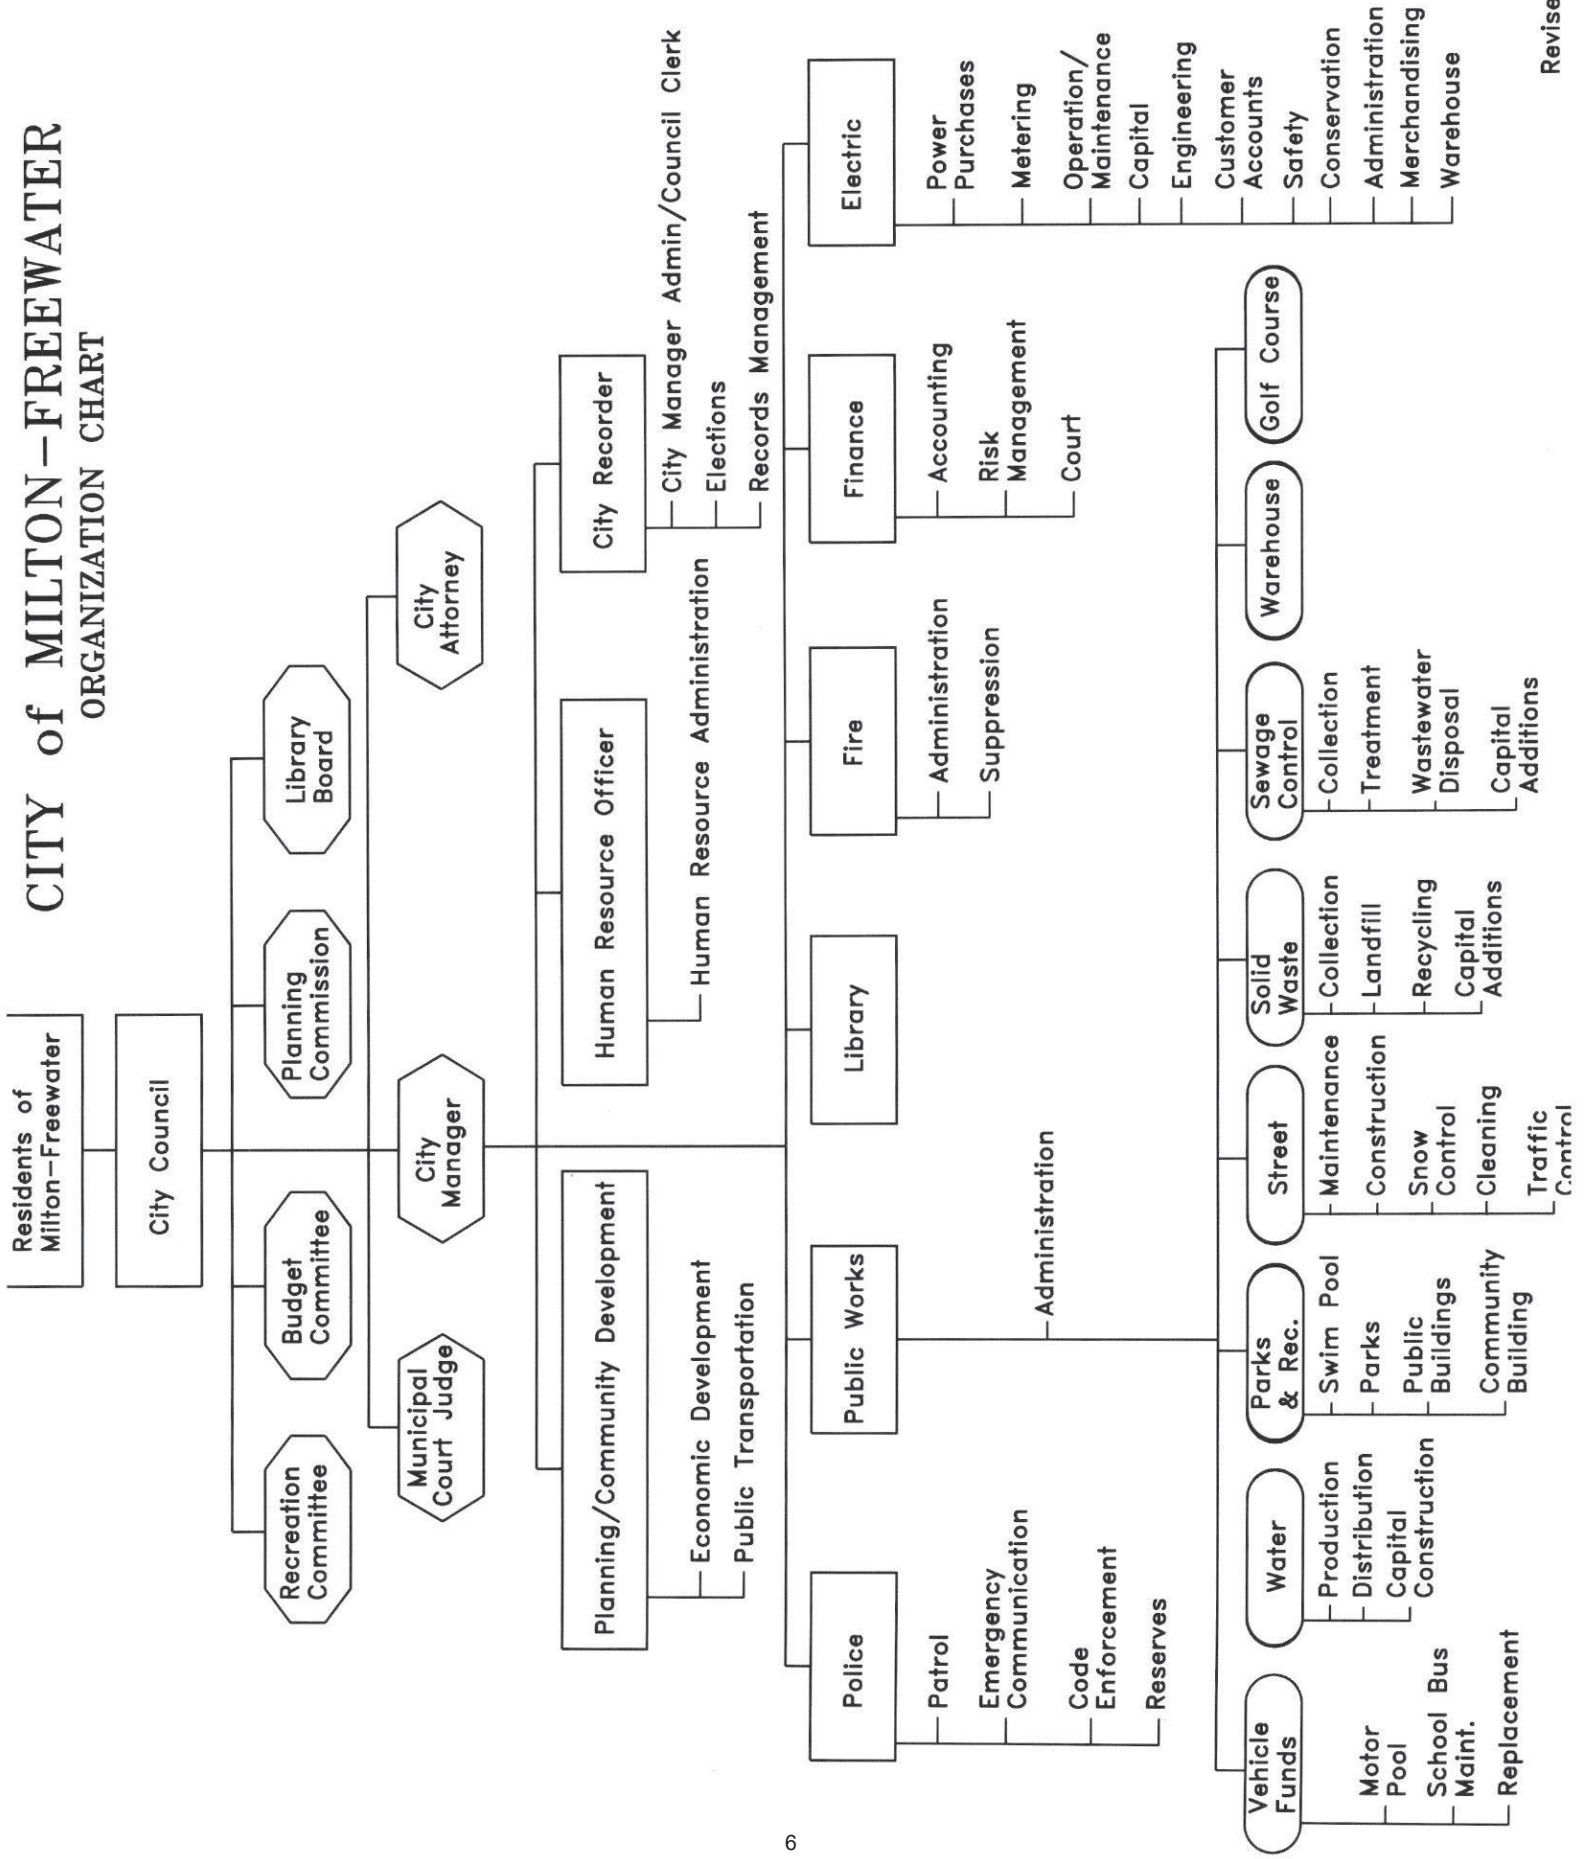 CITY of MILTON-FREEWATER
ORGANIZATION CHART
Residents of
Milton-Freewater
City Council
Recreation
Committee
Budget
Committee
Planning
Commission
Library
Board
Municipal
Court Judge
City
Manager
City
Attorney
Planning/Community Development
Economic Development
Public Transportation
Human Resource Officer
Human Resource Administration
City Recorder
City Manager Admin/Council Clerk
Elections
Records Management
Police
Patrol
Emergency
Communication
Code
Enforcement
Reserves
Public Works
Administration
Library
Fire
Administration
Suppression
Finance
Accounting
Risk
Management
Court
Electric
Power
Purchases
Metering
Operation/
Maintenance
Capital
Engineering
Customer
Accounts
Safety
Conservation
Administration
Merchandising
Warehouse
Vehicle
Funds
Motor
Pool
School Bus
Maint.
Replacement
Water
Production
Distribution
Capital
Construction
Parks
& Rec.
Swim Pool
Parks
Public
Buildings
Community
Building
Street
Maintenance
Construction
Snow
Control
Cleaning
Traffic
Control
Solid
Waste
Collection
Landfill
Recycling
Capital
Additions
Sewage
Control
Collection
Treatment
Wastewater
Disposal
Capital
Additions
Warehouse
Golf Course
Revise
6